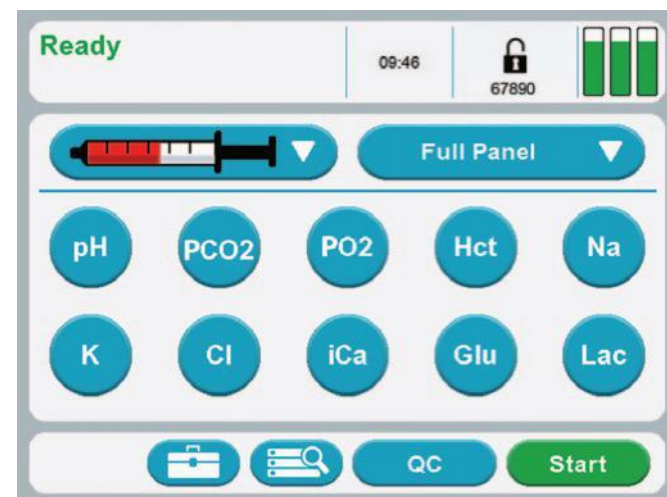 Ready
09:46
67890
Full Panel
pH PCO2 PO2 Hct Na
K Cl iCa Glu Lac
QC Start